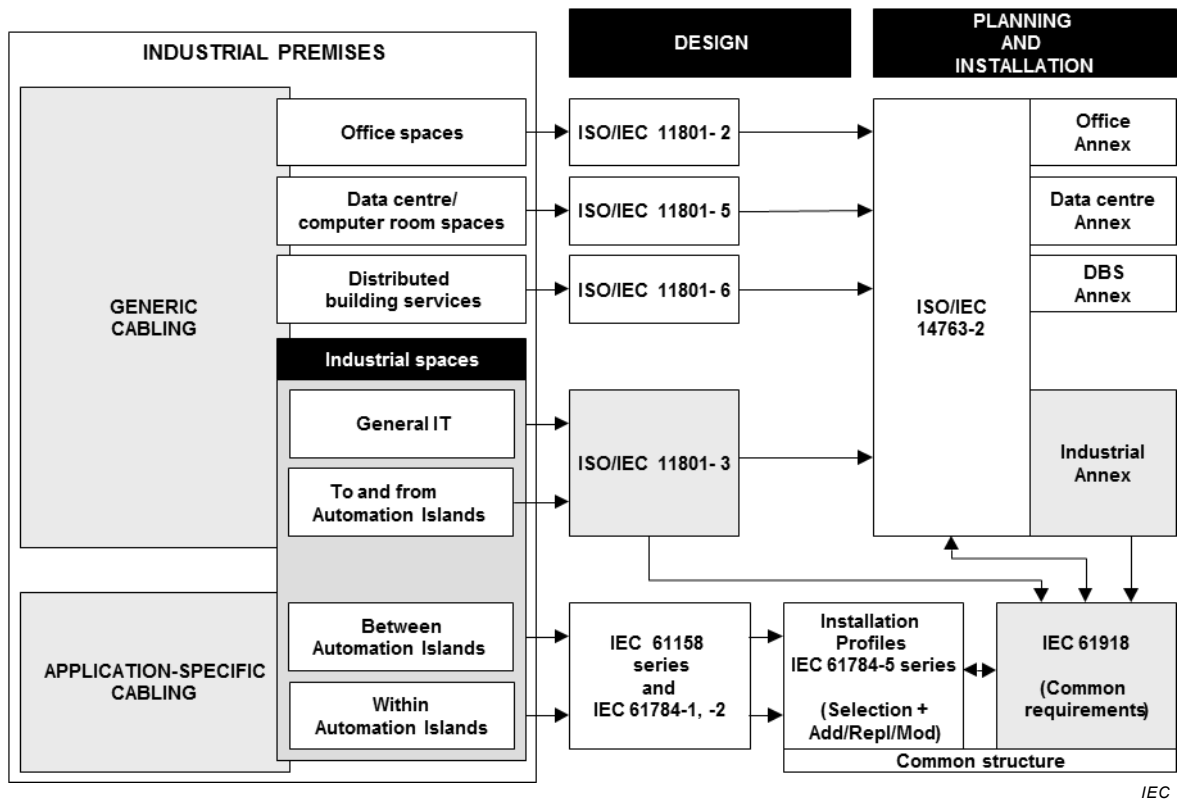 INDUSTRIAL PREMISES
DESIGN
PLANNING
AND
INSTALLATION
GENERIC
CABLING
Office spaces
ISO/IEC 11801- 2
Office
Annex
Data centre/
computer room spaces
ISO/IEC 11801- 5
Data centre
Annex
Distributed
building services
ISO/IEC 11801- 6
DBS
Annex
ISO/IEC
14763-2
Industrial spaces
General IT
To and from
Automation Islands
ISO/IEC 11801- 3
Industrial
Annex
APPLICATION-SPECIFIC
CABLING
Between
Automation Islands
Within
Automation Islands
IEC 61158
series
and
IEC 61784-1, -2
Installation
Profiles
IEC 61784-5 series
(Selection +
Add/Repl/Mod)
IEC 61918
(Common
requirements)
Common structure
IEC